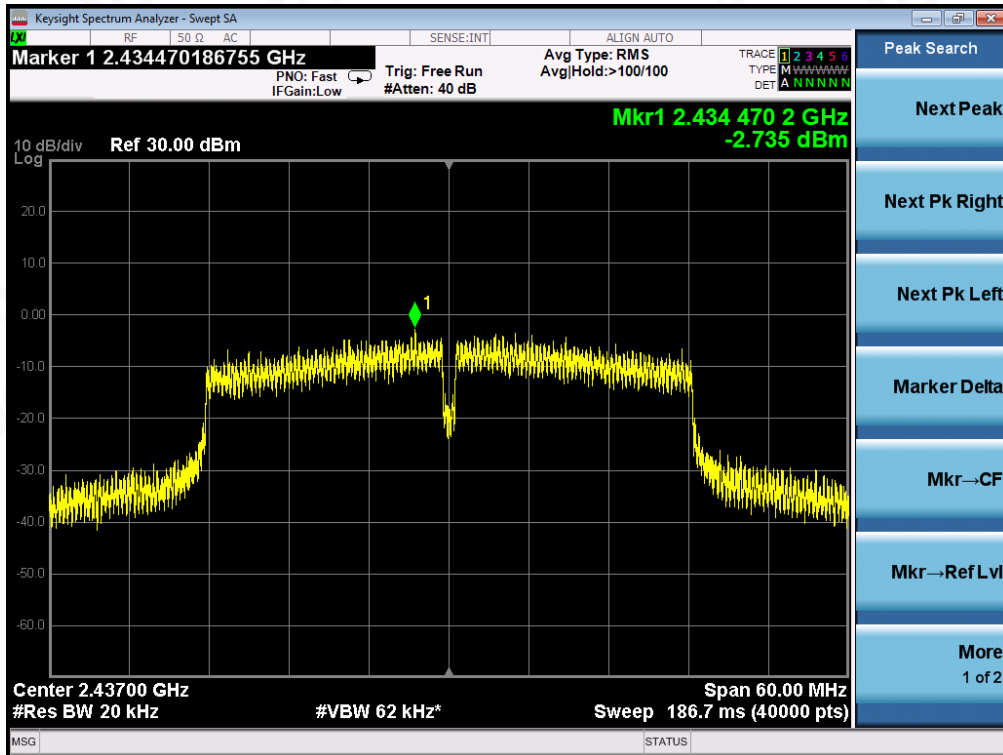 Keysight Spectrum Analyzer - Swept SA
LXI RF 50 Ω AC SENSE:INT ALIGN AUTO
Marker 1 2.434470186755 GHz
PNO: Fast
IFGain:Low
Trig: Free Run
#Atten: 40 dB
Avg Type: RMS
Avg|Hold:>100/100
TRACE 1 2 3 4 5 6
TYPE M WWWWW
DET A N N N N N
Mkr1 2.434 470 2 GHz
-2.735 dBm
10 dB/div Ref 30.00 dBm
Log
20.0
10.0
0.00
-10.0
-20.0
-30.0
-40.0
-50.0
-60.0
1
Center 2.43700 GHz Span 60.00 MHz
#Res BW 20 kHz #VBW 62 kHz* Sweep 186.7 ms (40000 pts)
MSG STATUS
Peak Search
Next Peak
Next Pk Right
Next Pk Left
Marker Delta
Mkr→CF
Mkr→Ref Lvl
More
1 of 2